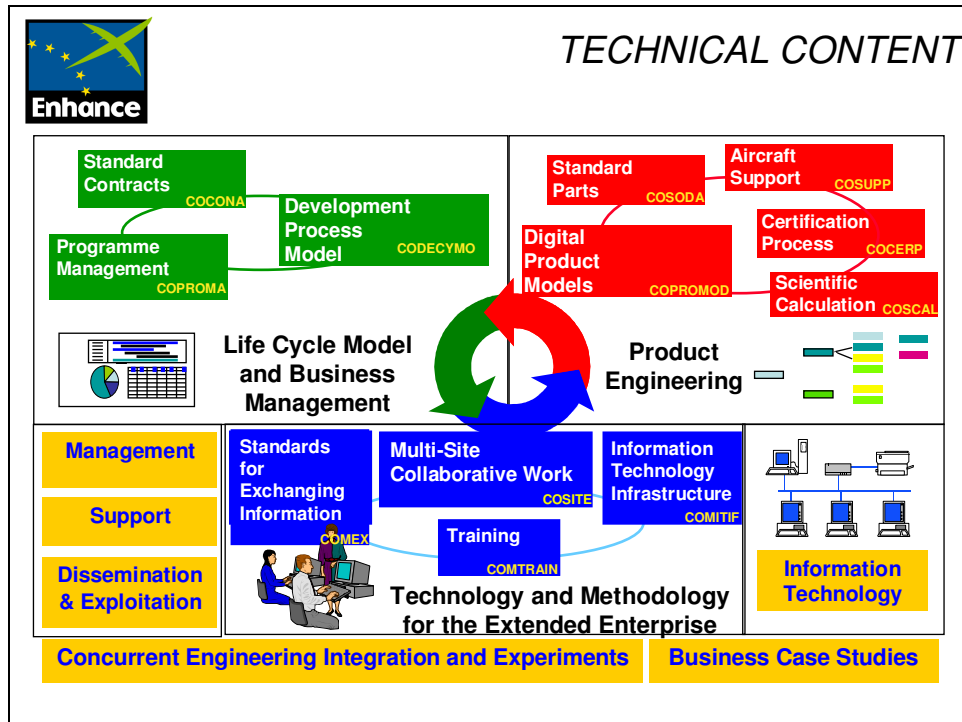 Enhance
TECHNICAL CONTENT
Standard
Contracts
COCONA
Development
Process
Model
CODECYMO
Programme
Management
COPROMA
Life Cycle Model
and Business
Management
Standard
Parts
COSODA
Aircraft
Support
COSUPP
Certification
Process
COCERP
Digital
Product
Models
COPROMOD
Scientific
Calculation
COSCAL
Product
Engineering
Management
Support
Dissemination
& Exploitation
Standards
for
Exchanging
Information
COMEX
Multi-Site
Collaborative Work
COSITE
Information
Technology
Infrastructure
COMITIF
Training
COMTRAIN
Technology and Methodology
for the Extended Enterprise
Information
Technology
Concurrent Engineering Integration and Experiments
Business Case Studies